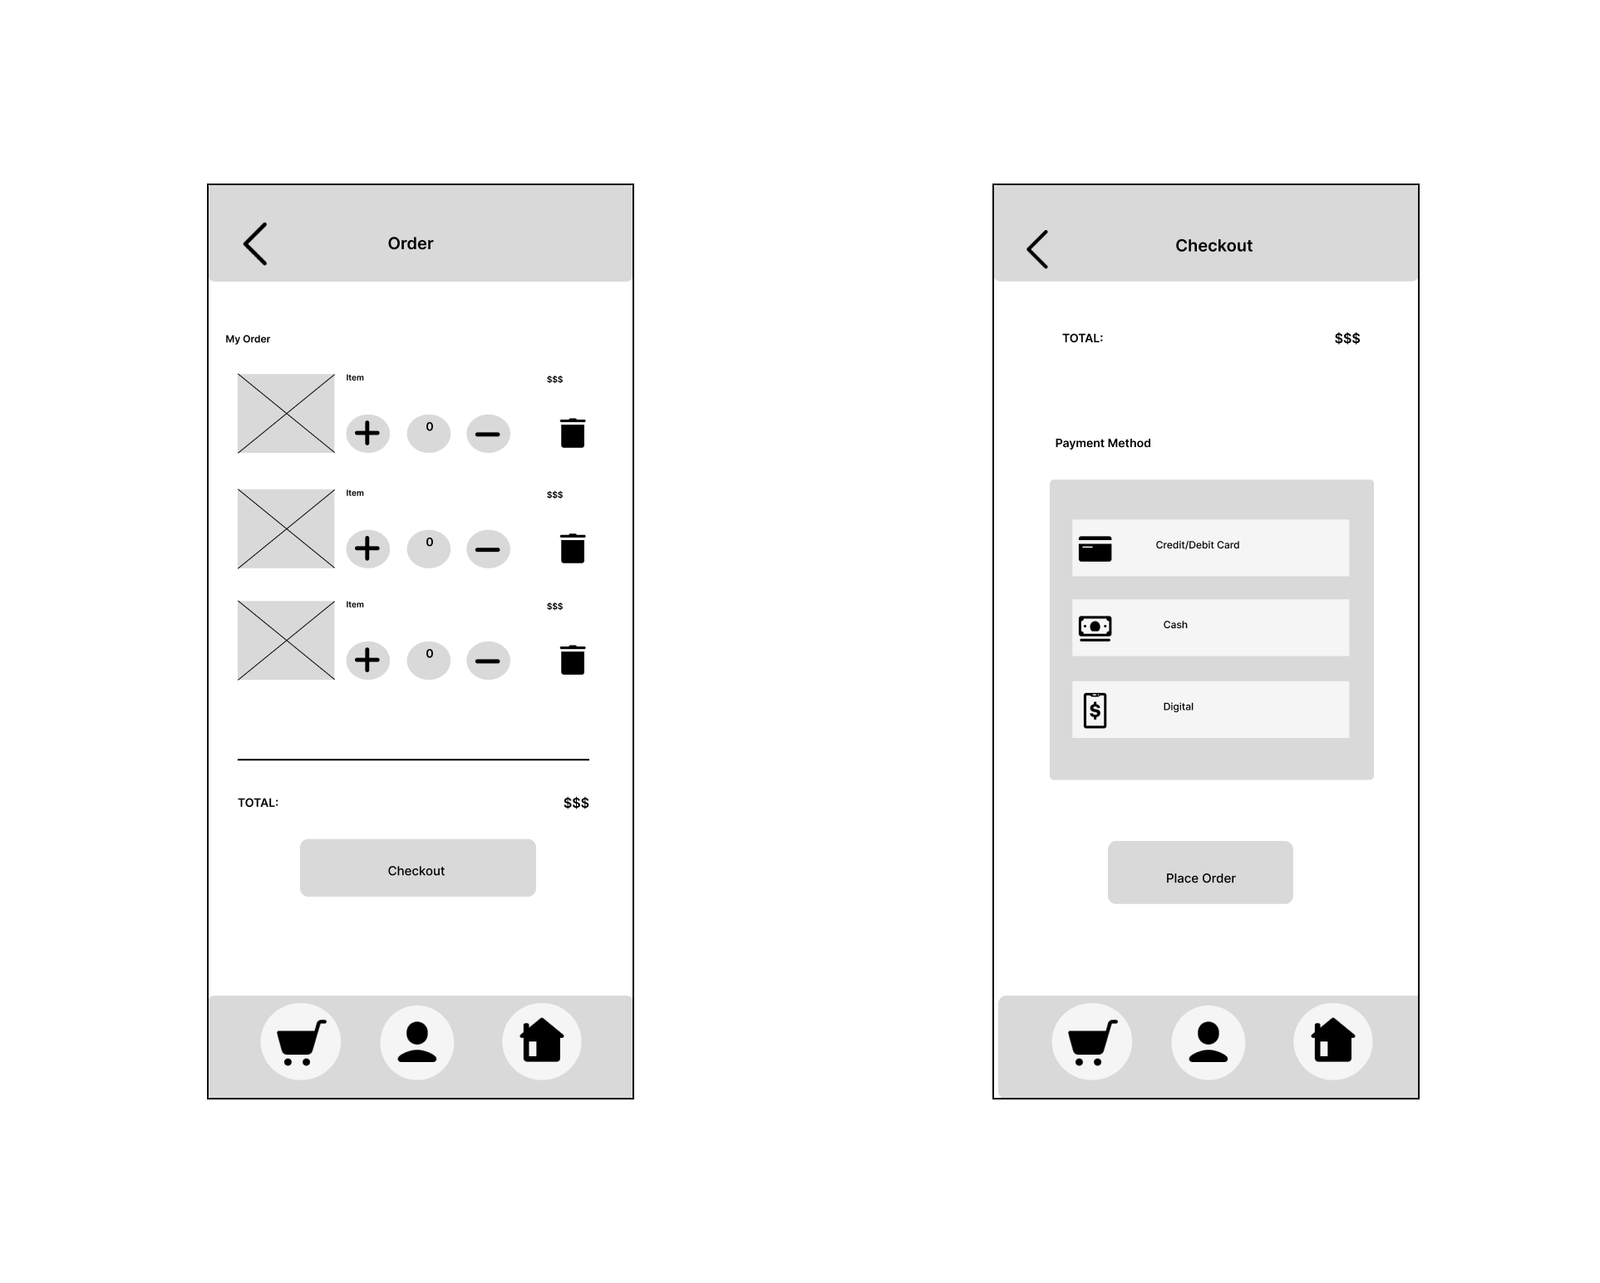 Order
My Order
Item
$$$
0
Item
$$$
0
Item
$$$
0
TOTAL:
$$$
Checkout
Checkout
TOTAL:
$$$
Payment Method
Credit/Debit Card
Cash
$
Digital
Place Order